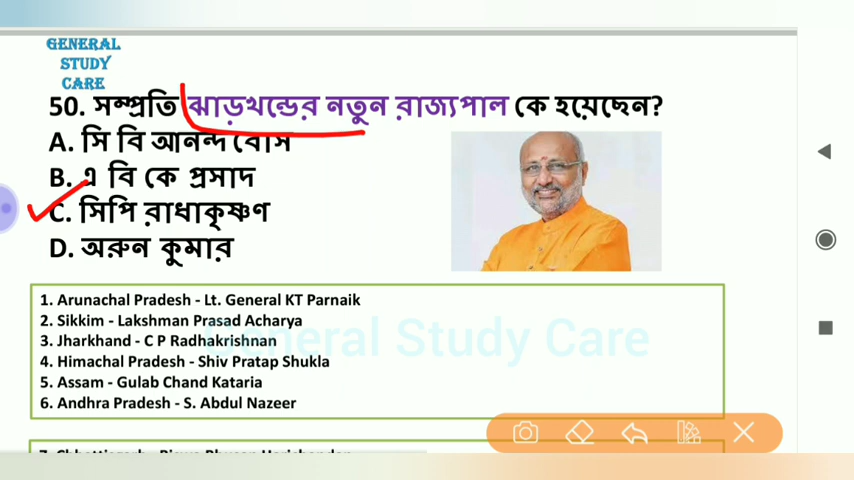 GENERAL
STUDY
CARE
50. সম্প্রতি ঝাড়খন্ডের নতুন রাজ্যপাল কে হয়েছেন?
A. সি বি আনন্দ বোস
B. এ বি কে প্রসাদ
C. সিপি রাধাকৃষ্ণণ
D. অরুন কুমার
1. Arunachal Pradesh - Lt. General KT Parnaik
2. Sikkim - Lakshman Prasad Acharya
3. Jharkhand - C P Radhakrishnan
4. Himachal Pradesh - Shiv Pratap Shukla
5. Assam - Gulab Chand Kataria
6. Andhra Pradesh - S. Abdul Nazeer
General Study Care